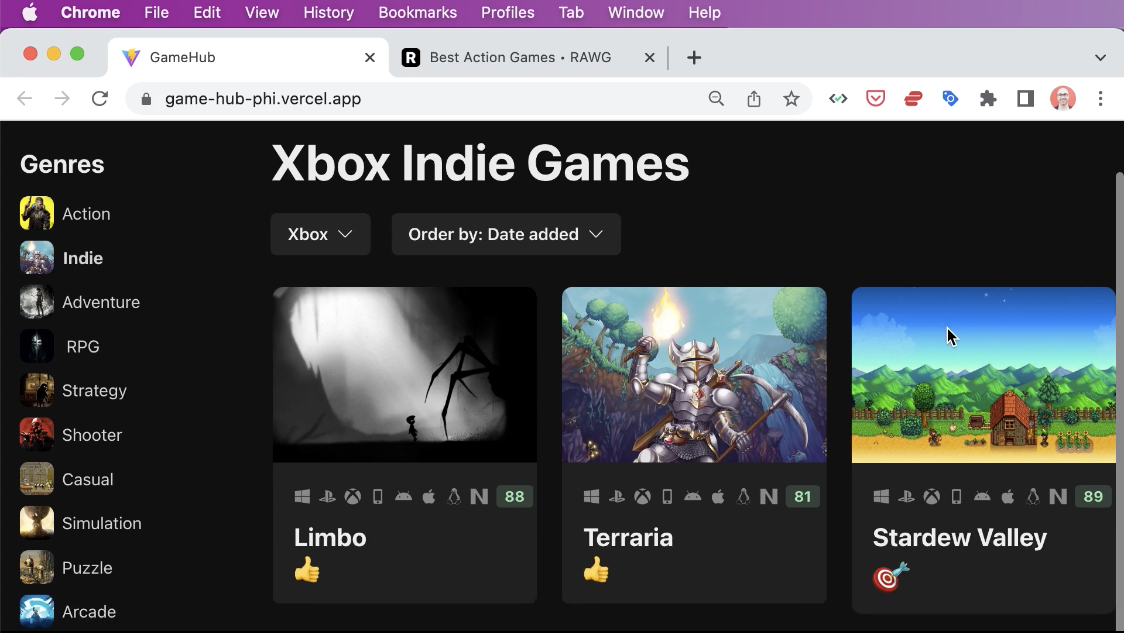 Chrome File Edit View History Bookmarks Profiles Tab Window Help
GameHub
R Best Action Games • RAWG
game-hub-phi.vercel.app
Genres
Action
Indie
Adventure
RPG
Strategy
Shooter
Casual
Simulation
Puzzle
Arcade
Xbox Indie Games
Xbox
Order by: Date added
88
Limbo
81
Terraria
89
Stardew Valley